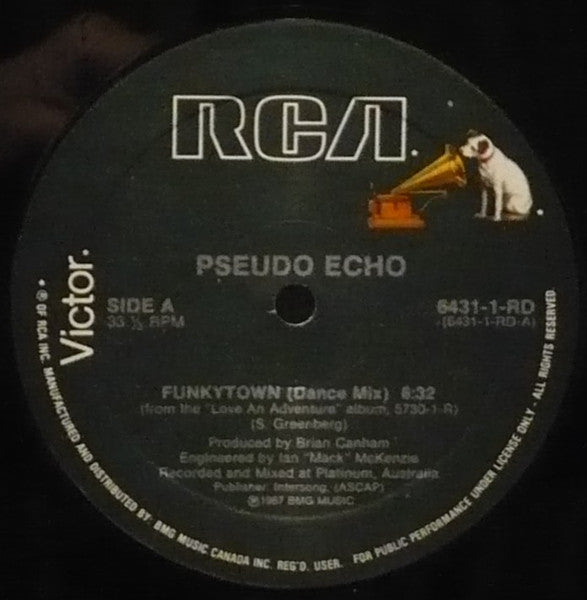 RCA
Victor.
PSEUDO ECHO
SIDE A
33 ⅓ RPM
6431-1-RD
(6431-1-RD-A)
FUNKYTOWN (Dance Mix) 6:32
(from the "Love An Adventure" album, 5730-1-R)
(S. Greenberg)
Produced by Brian Canham
Engineered by Ian "Mack" McKenzie
Recorded and Mixed at Platinum, Australia
Publisher: Intersong, (ASCAP)
℗1987 BMG MUSIC
• ® OF RCA INC. MANUFACTURED AND DISTRIBUTED BY: BMG MUSIC CANADA INC. REG'D. USER. FOR PUBLIC PERFORMANCE UNDER LICENSE ONLY - ALL RIGHTS RESERVED.